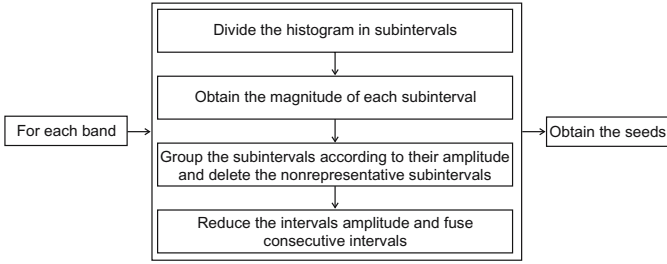 For each band
Divide the histogram in subintervals
Obtain the magnitude of each subinterval
Group the subintervals according to their amplitude
and delete the nonrepresentative subintervals
Reduce the intervals amplitude and fuse
consecutive intervals
Obtain the seeds